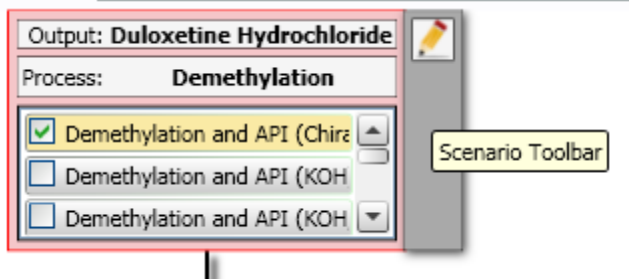 Output: Duloxetine Hydrochloride
Process: Demethylation
Demethylation and API (Chira
Scenario Toolbar
Demethylation and API (KOH
Demethylation and API (KOH